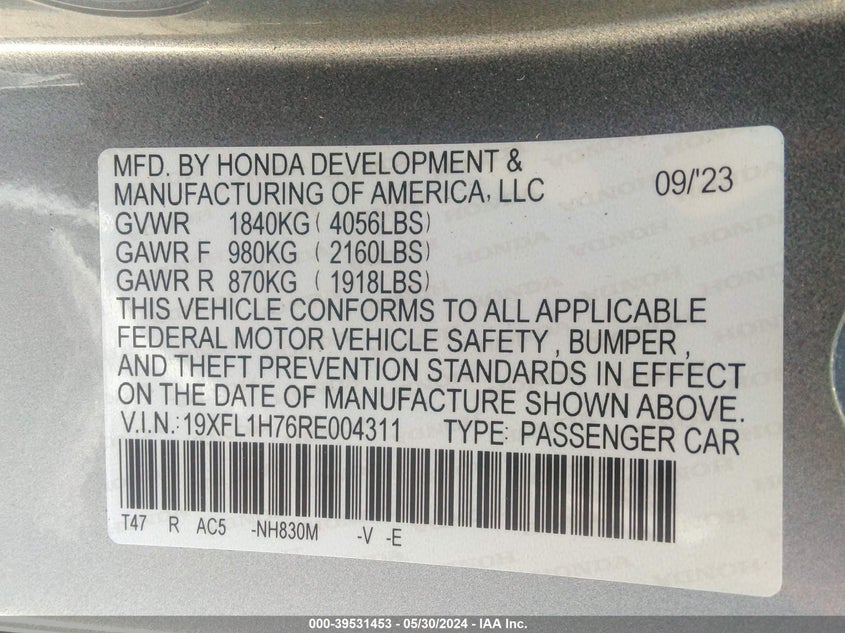 MFD. BY HONDA DEVELOPMENT &
MANUFACTURING OF AMERICA, LLC 09/'23
GVWR 1840KG ( 4056LBS)
GAWR F 980KG ( 2160LBS)
GAWR R 870KG ( 1918LBS)
THIS VEHICLE CONFORMS TO ALL APPLICABLE
FEDERAL MOTOR VEHICLE SAFETY , BUMPER ,
AND THEFT PREVENTION STANDARDS IN EFFECT
ON THE DATE OF MANUFACTURE SHOWN ABOVE.
V.I.N.: 19XFL1H76RE004311 TYPE: PASSENGER CAR
T47 R AC5 -NH830M -V -E
000-39531453 - 05/30/2024 - IAA Inc.